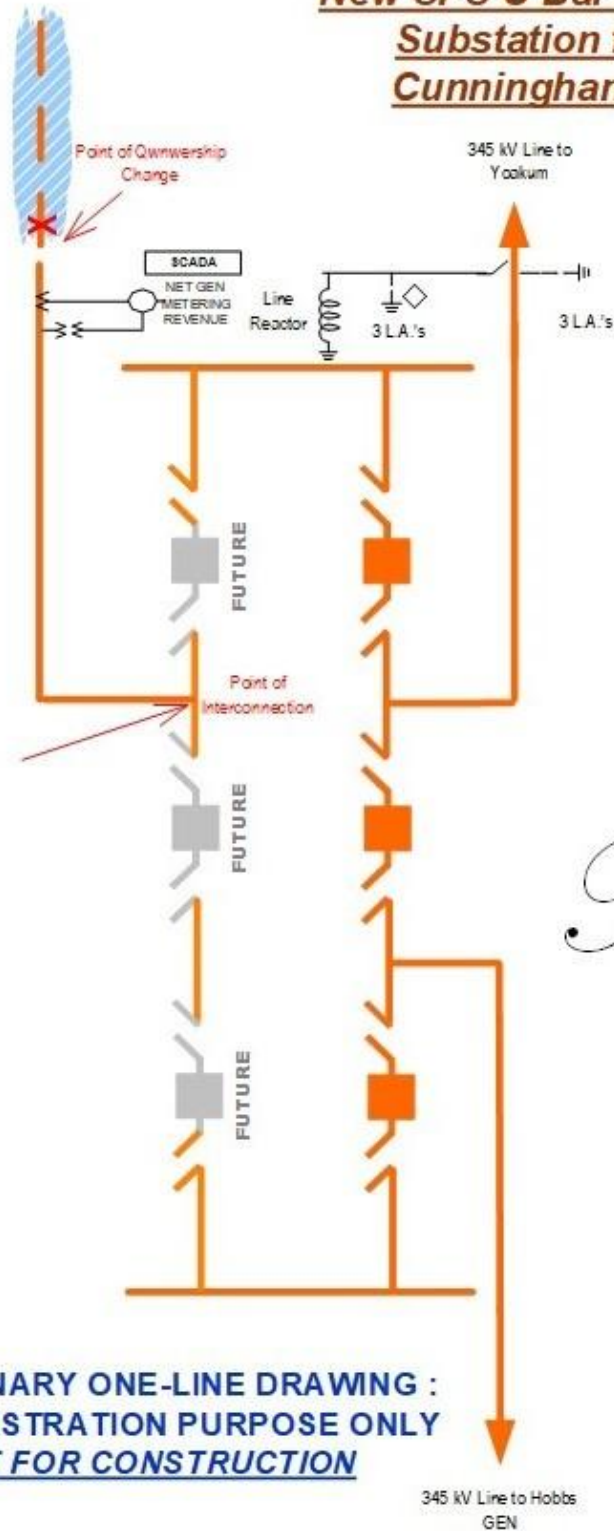 Substation
Cunningham
Point of Qwnwership
Change
345 kV Line to
Yoakum
SCADA
NET GEN
METERING
REVENUE
Line
Reactor
3 L.A.'s
3 L.A.'s
FUTURE
Point of
Interconnection
FUTURE
FUTURE
NARY ONE-LINE DRAWING :
STRATION PURPOSE ONLY
FOR CONSTRUCTION
345 kV Line to Hobbs
GEN